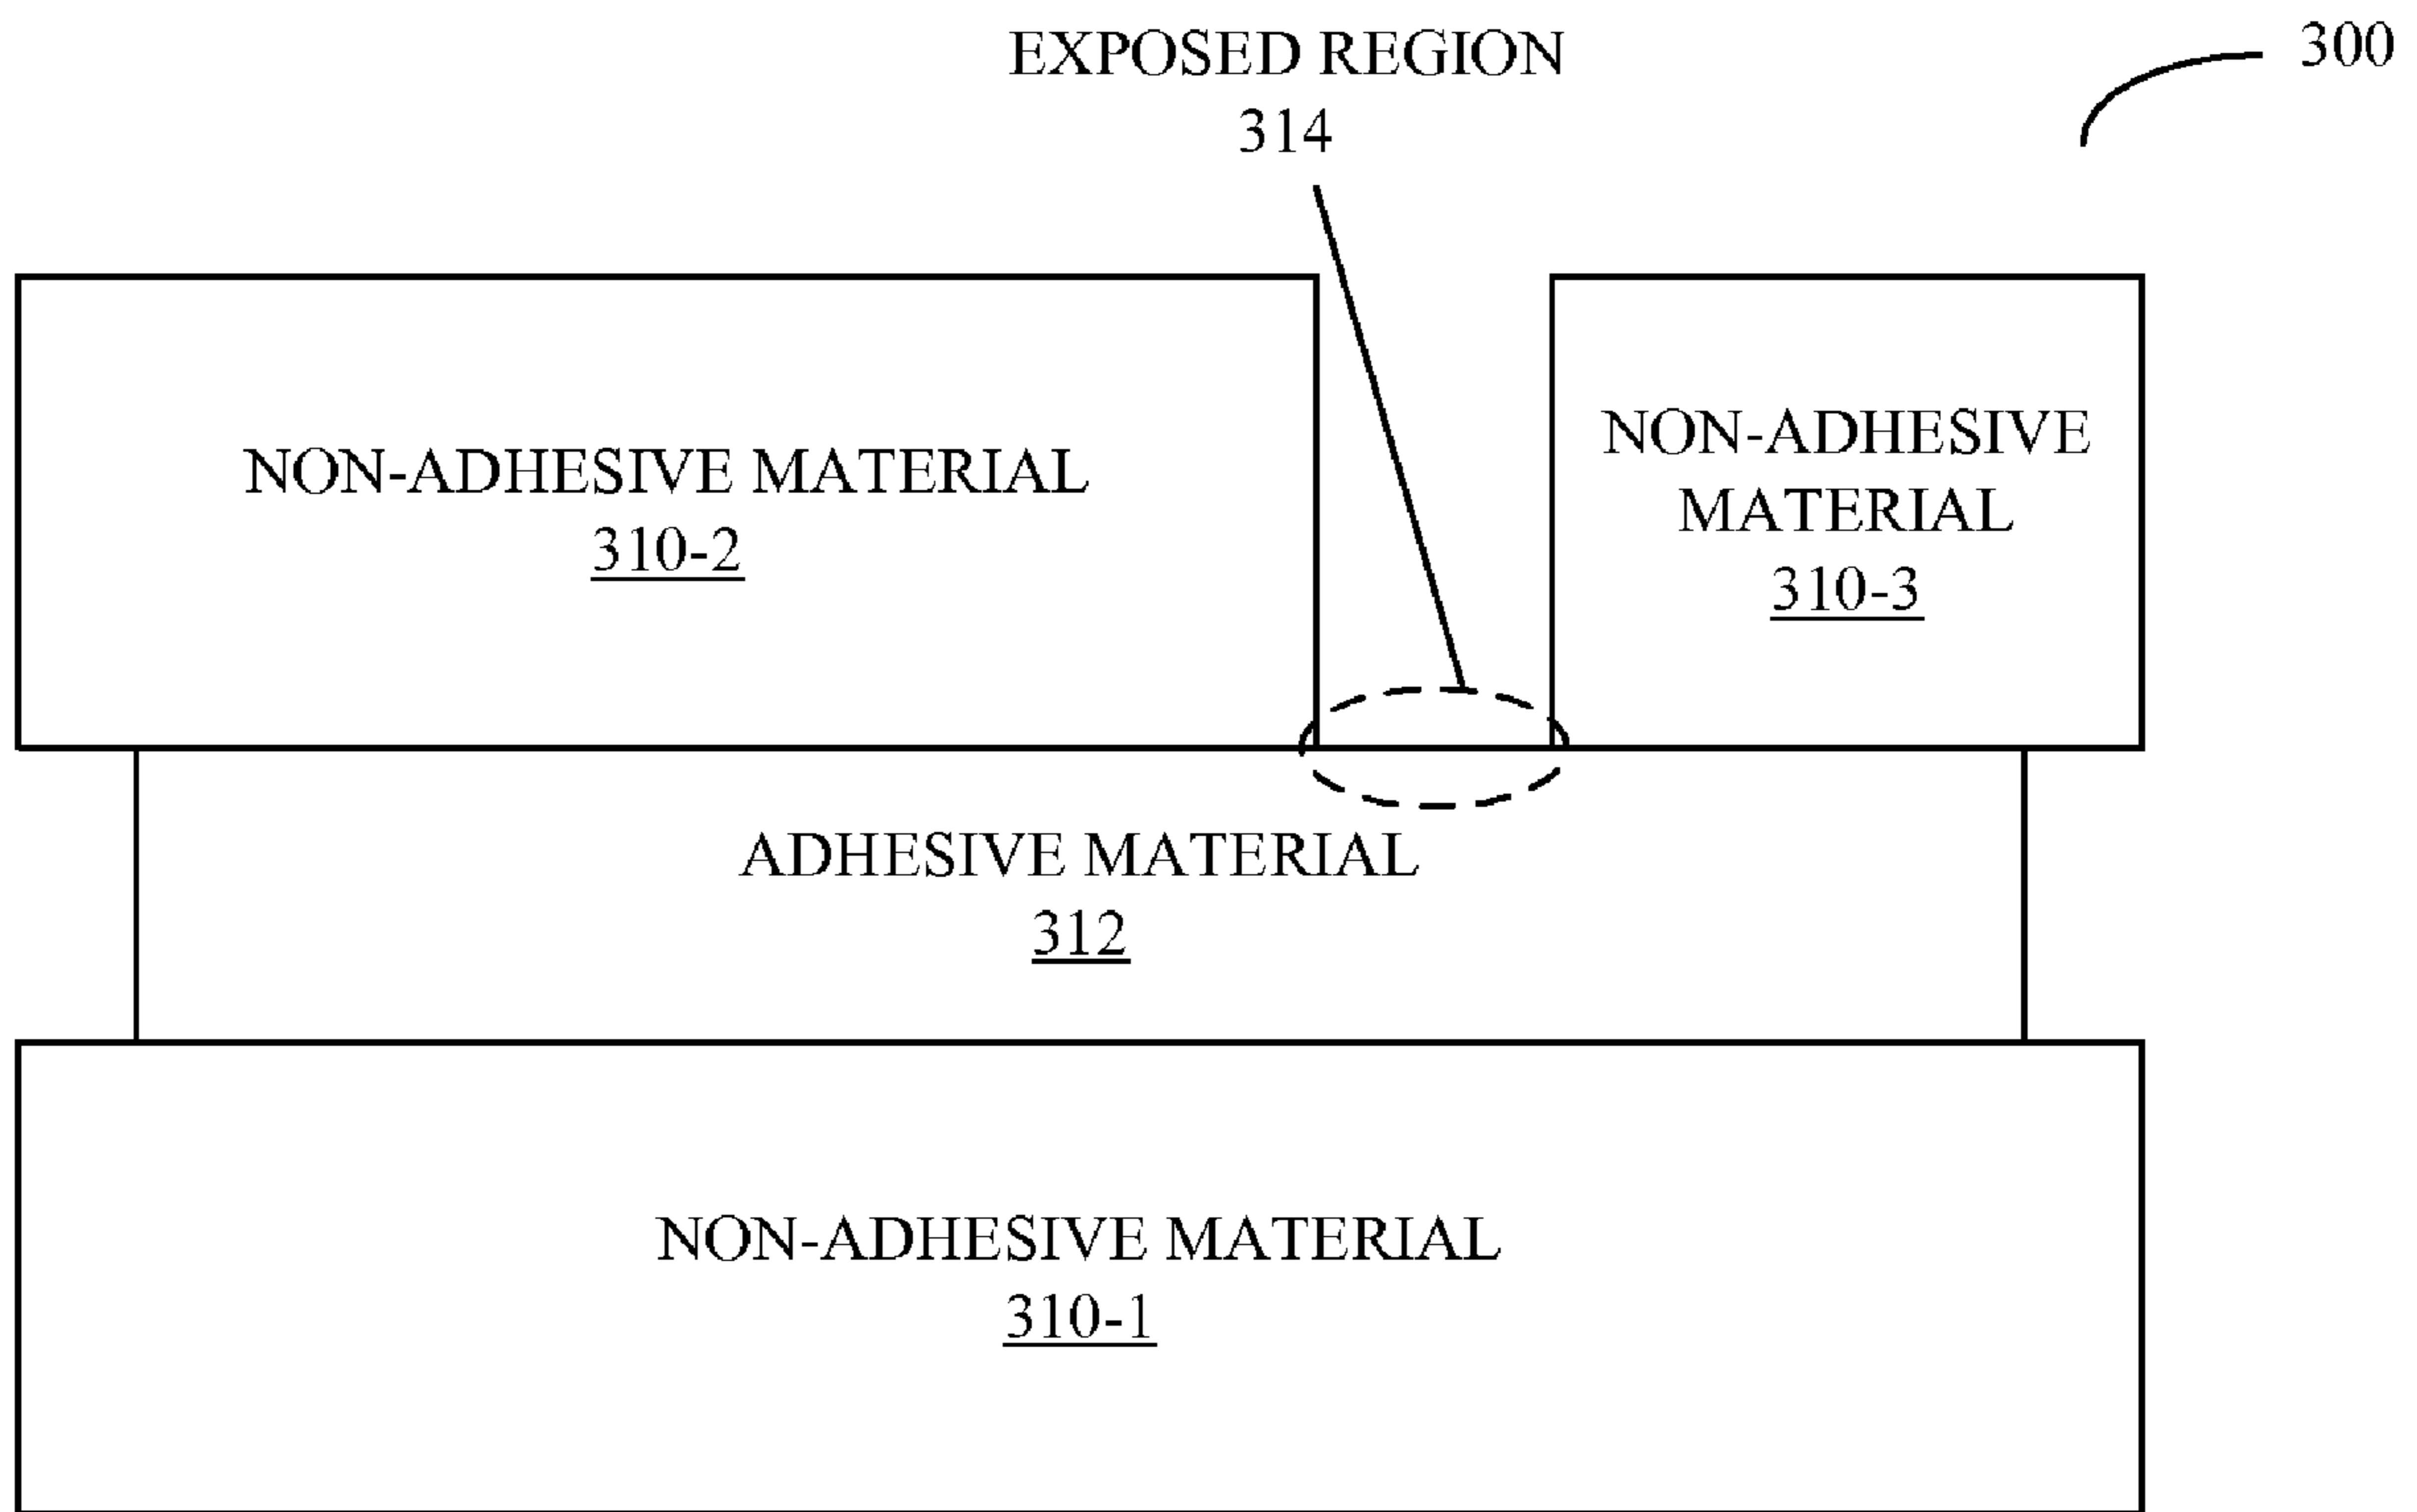 EXPOSED REGION
314
300
NON-ADHESIVE MATERIAL
310-2
NON-ADHESIVE
MATERIAL
310-3
ADHESIVE MATERIAL
312
NON-ADHESIVE MATERIAL
310-1